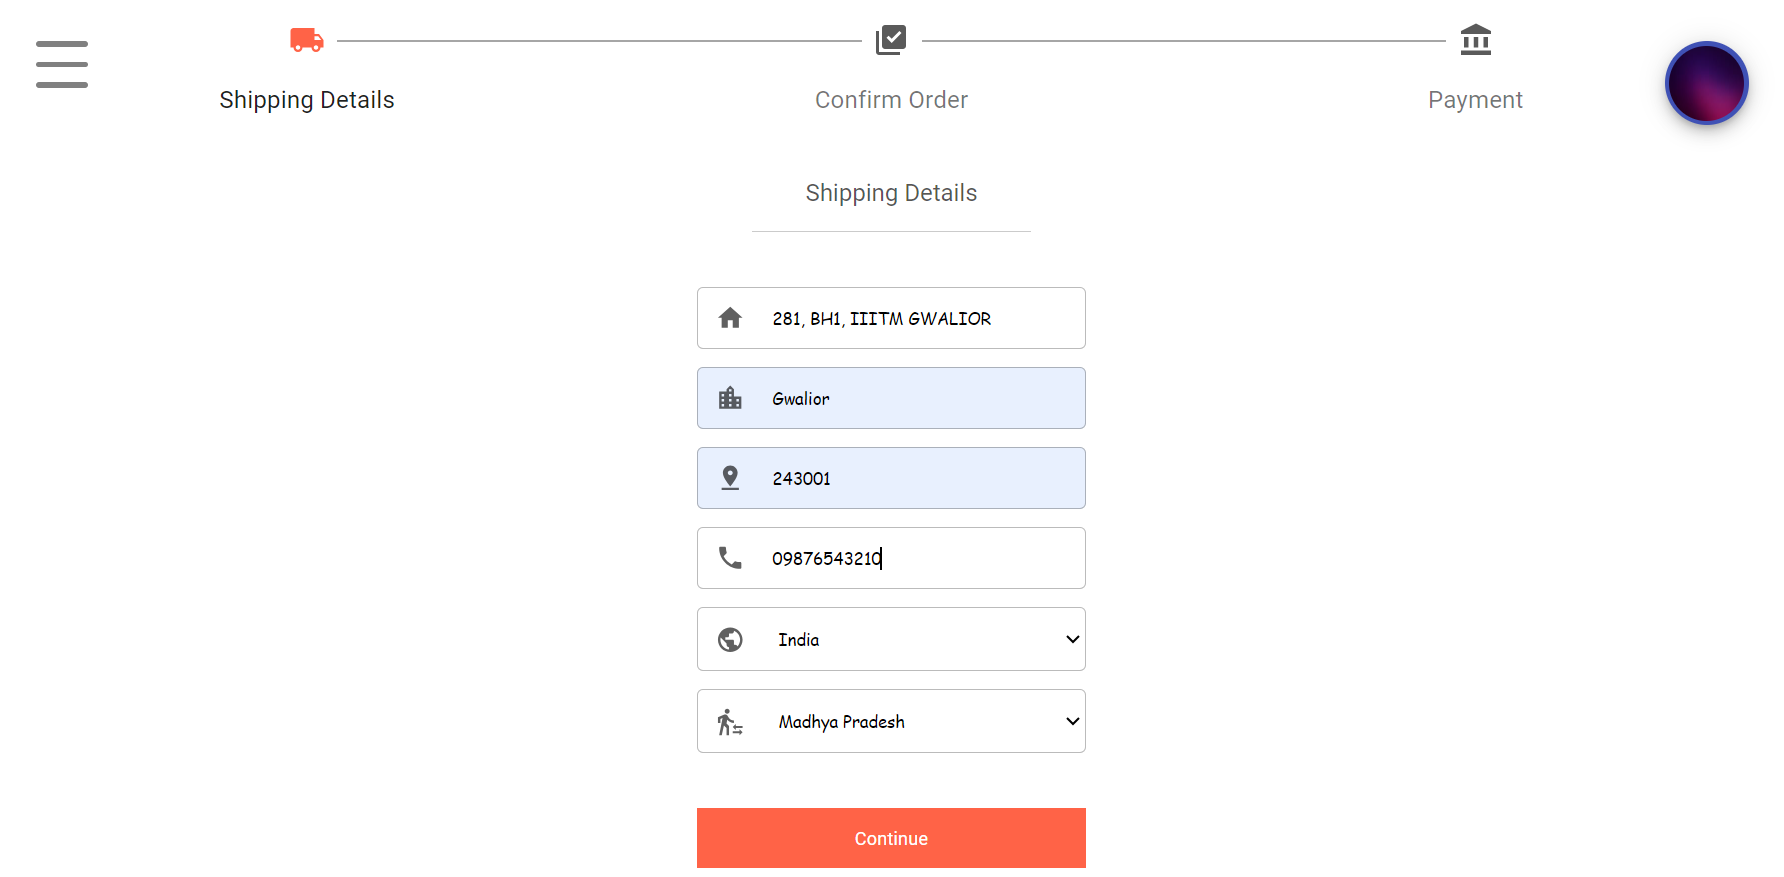 Shipping Details
Confirm Order
Payment
Shipping Details
281, BH1, IIITM GWALIOR
Gwalior
243001
09876543210
India
Madhya Pradesh
Continue